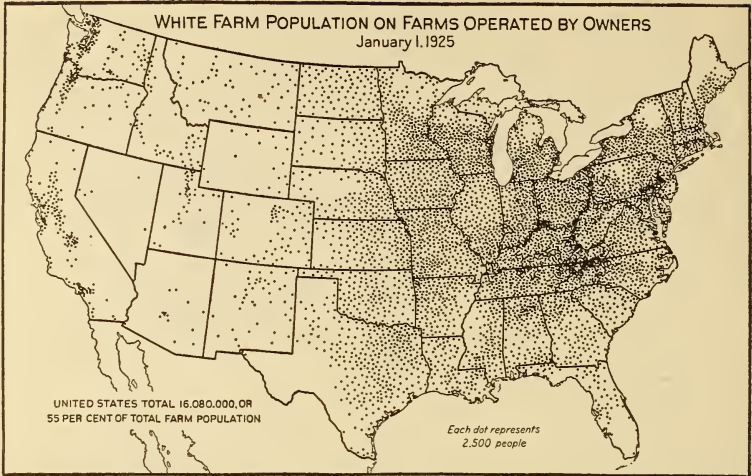 WHITE FARM POPULATION ON FARMS OPERATED BY OWNERS
January 1, 1925
UNITED STATES TOTAL 16,080,000, OR
55 PER CENT OF TOTAL FARM POPULATION
Each dot represents
2,500 people